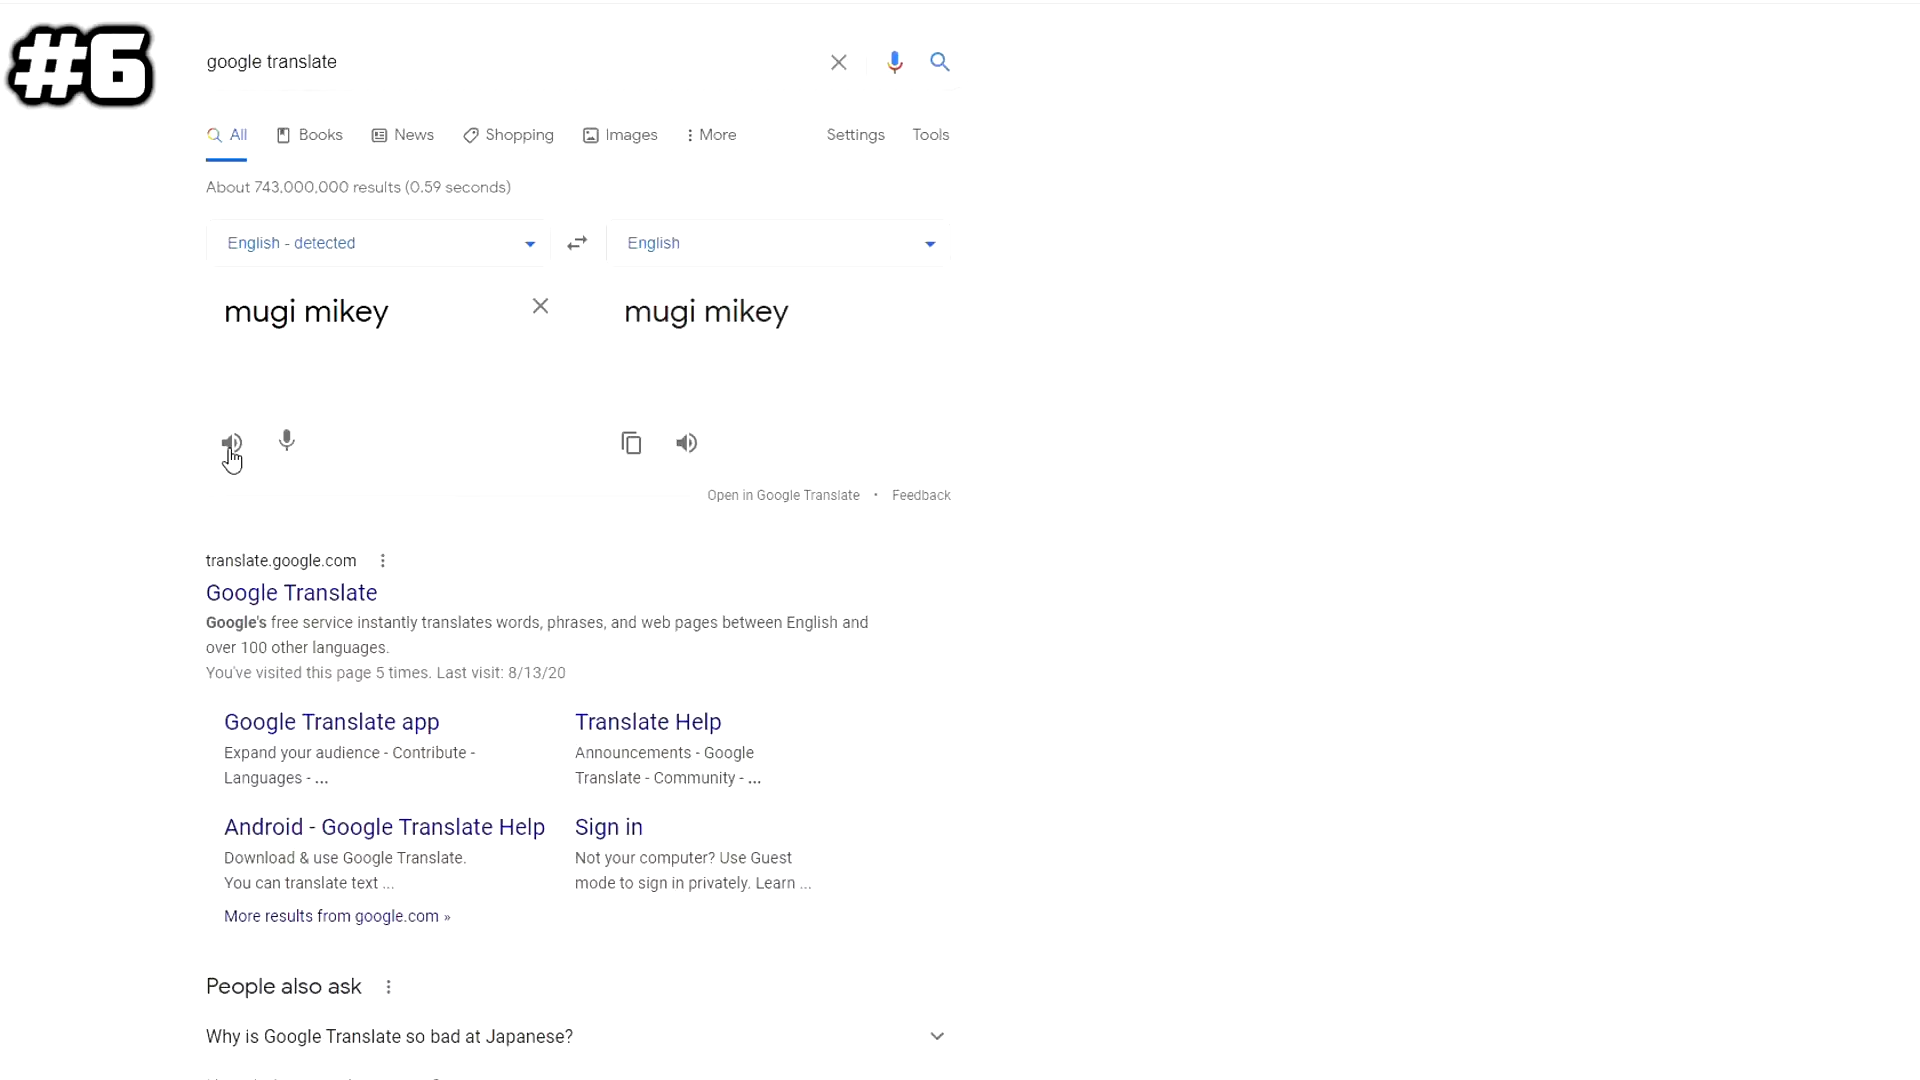 #6
google translate
All Books News Shopping Images More Settings Tools
About 743,000,000 results (0.59 seconds)
English - detected English
mugi mikey mugi mikey
Open in Google Translate • Feedback
translate.google.com
Google Translate
Google's free service instantly translates words, phrases, and web pages between English and
over 100 other languages.
You've visited this page 5 times. Last visit: 8/13/20
Google Translate app
Expand your audience - Contribute -
Languages - ...
Translate Help
Announcements - Google
Translate - Community - ...
Android - Google Translate Help
Download & use Google Translate.
You can translate text ...
Sign in
Not your computer? Use Guest
mode to sign in privately. Learn ...
More results from google.com »
People also ask
Why is Google Translate so bad at Japanese?